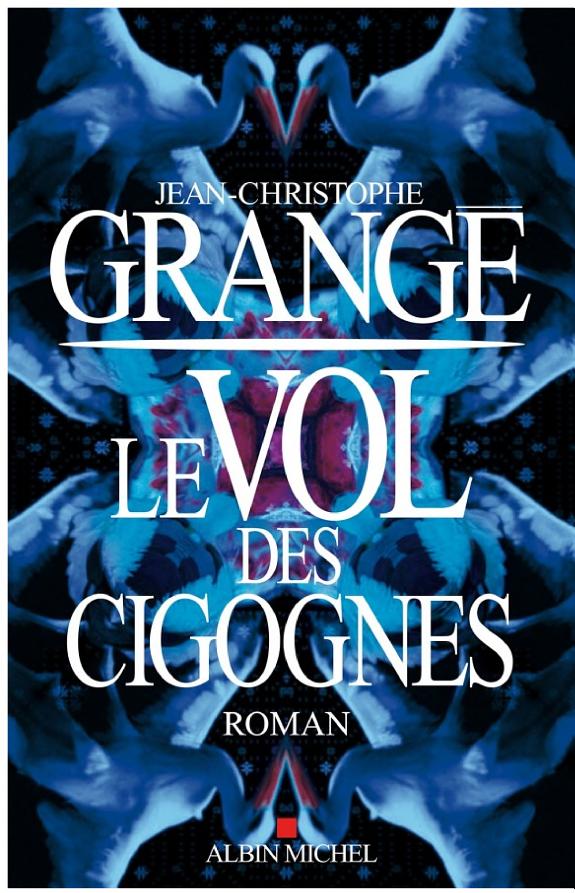 JEAN-CHRISTOPHE
GRANGÉ
LE VOL
DES
CIGOGNES
ROMAN
ALBIN MICHEL